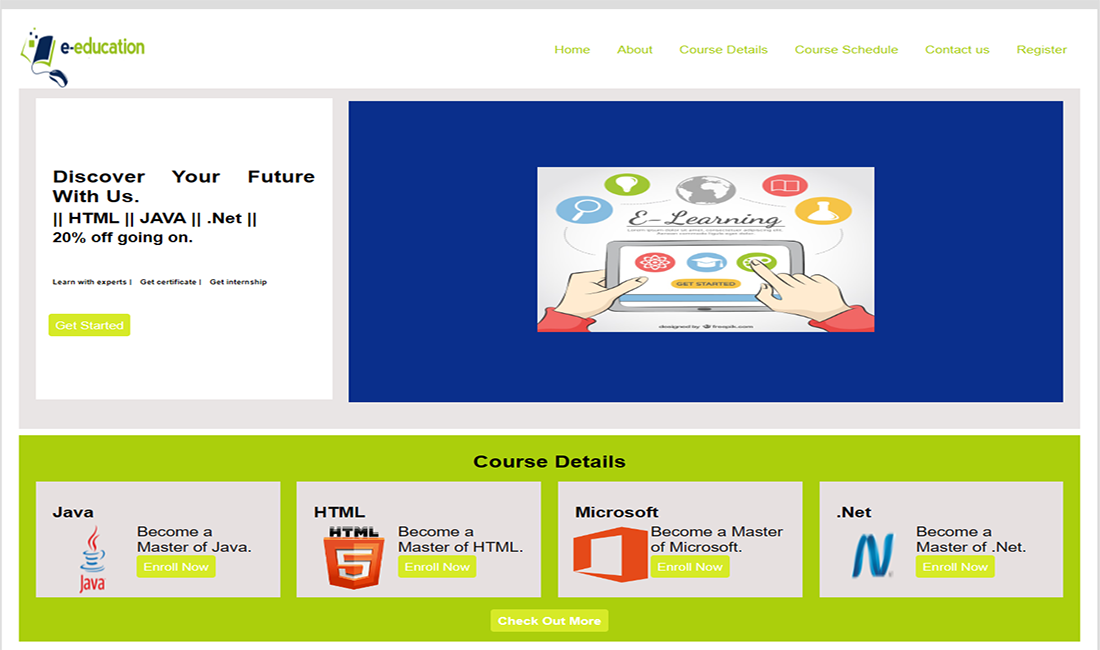 e-education
Home About Course Details Course Schedule Contact us Register
Discover Your Future
With Us.
|| HTML || JAVA || .Net ||
20% off going on.
Learn with experts | Get certificate | Get internship
Get Started
E-Learning
GET STARTED
designed by freepik.com
Course Details
Java
Become a
Master of Java.
Enroll Now
Java
HTML
HTML
5
Become a
Master of HTML.
Enroll Now
Microsoft
Become a Master
of Microsoft.
Enroll Now
.Net
Become a
Master of .Net.
Enroll Now
Check Out More